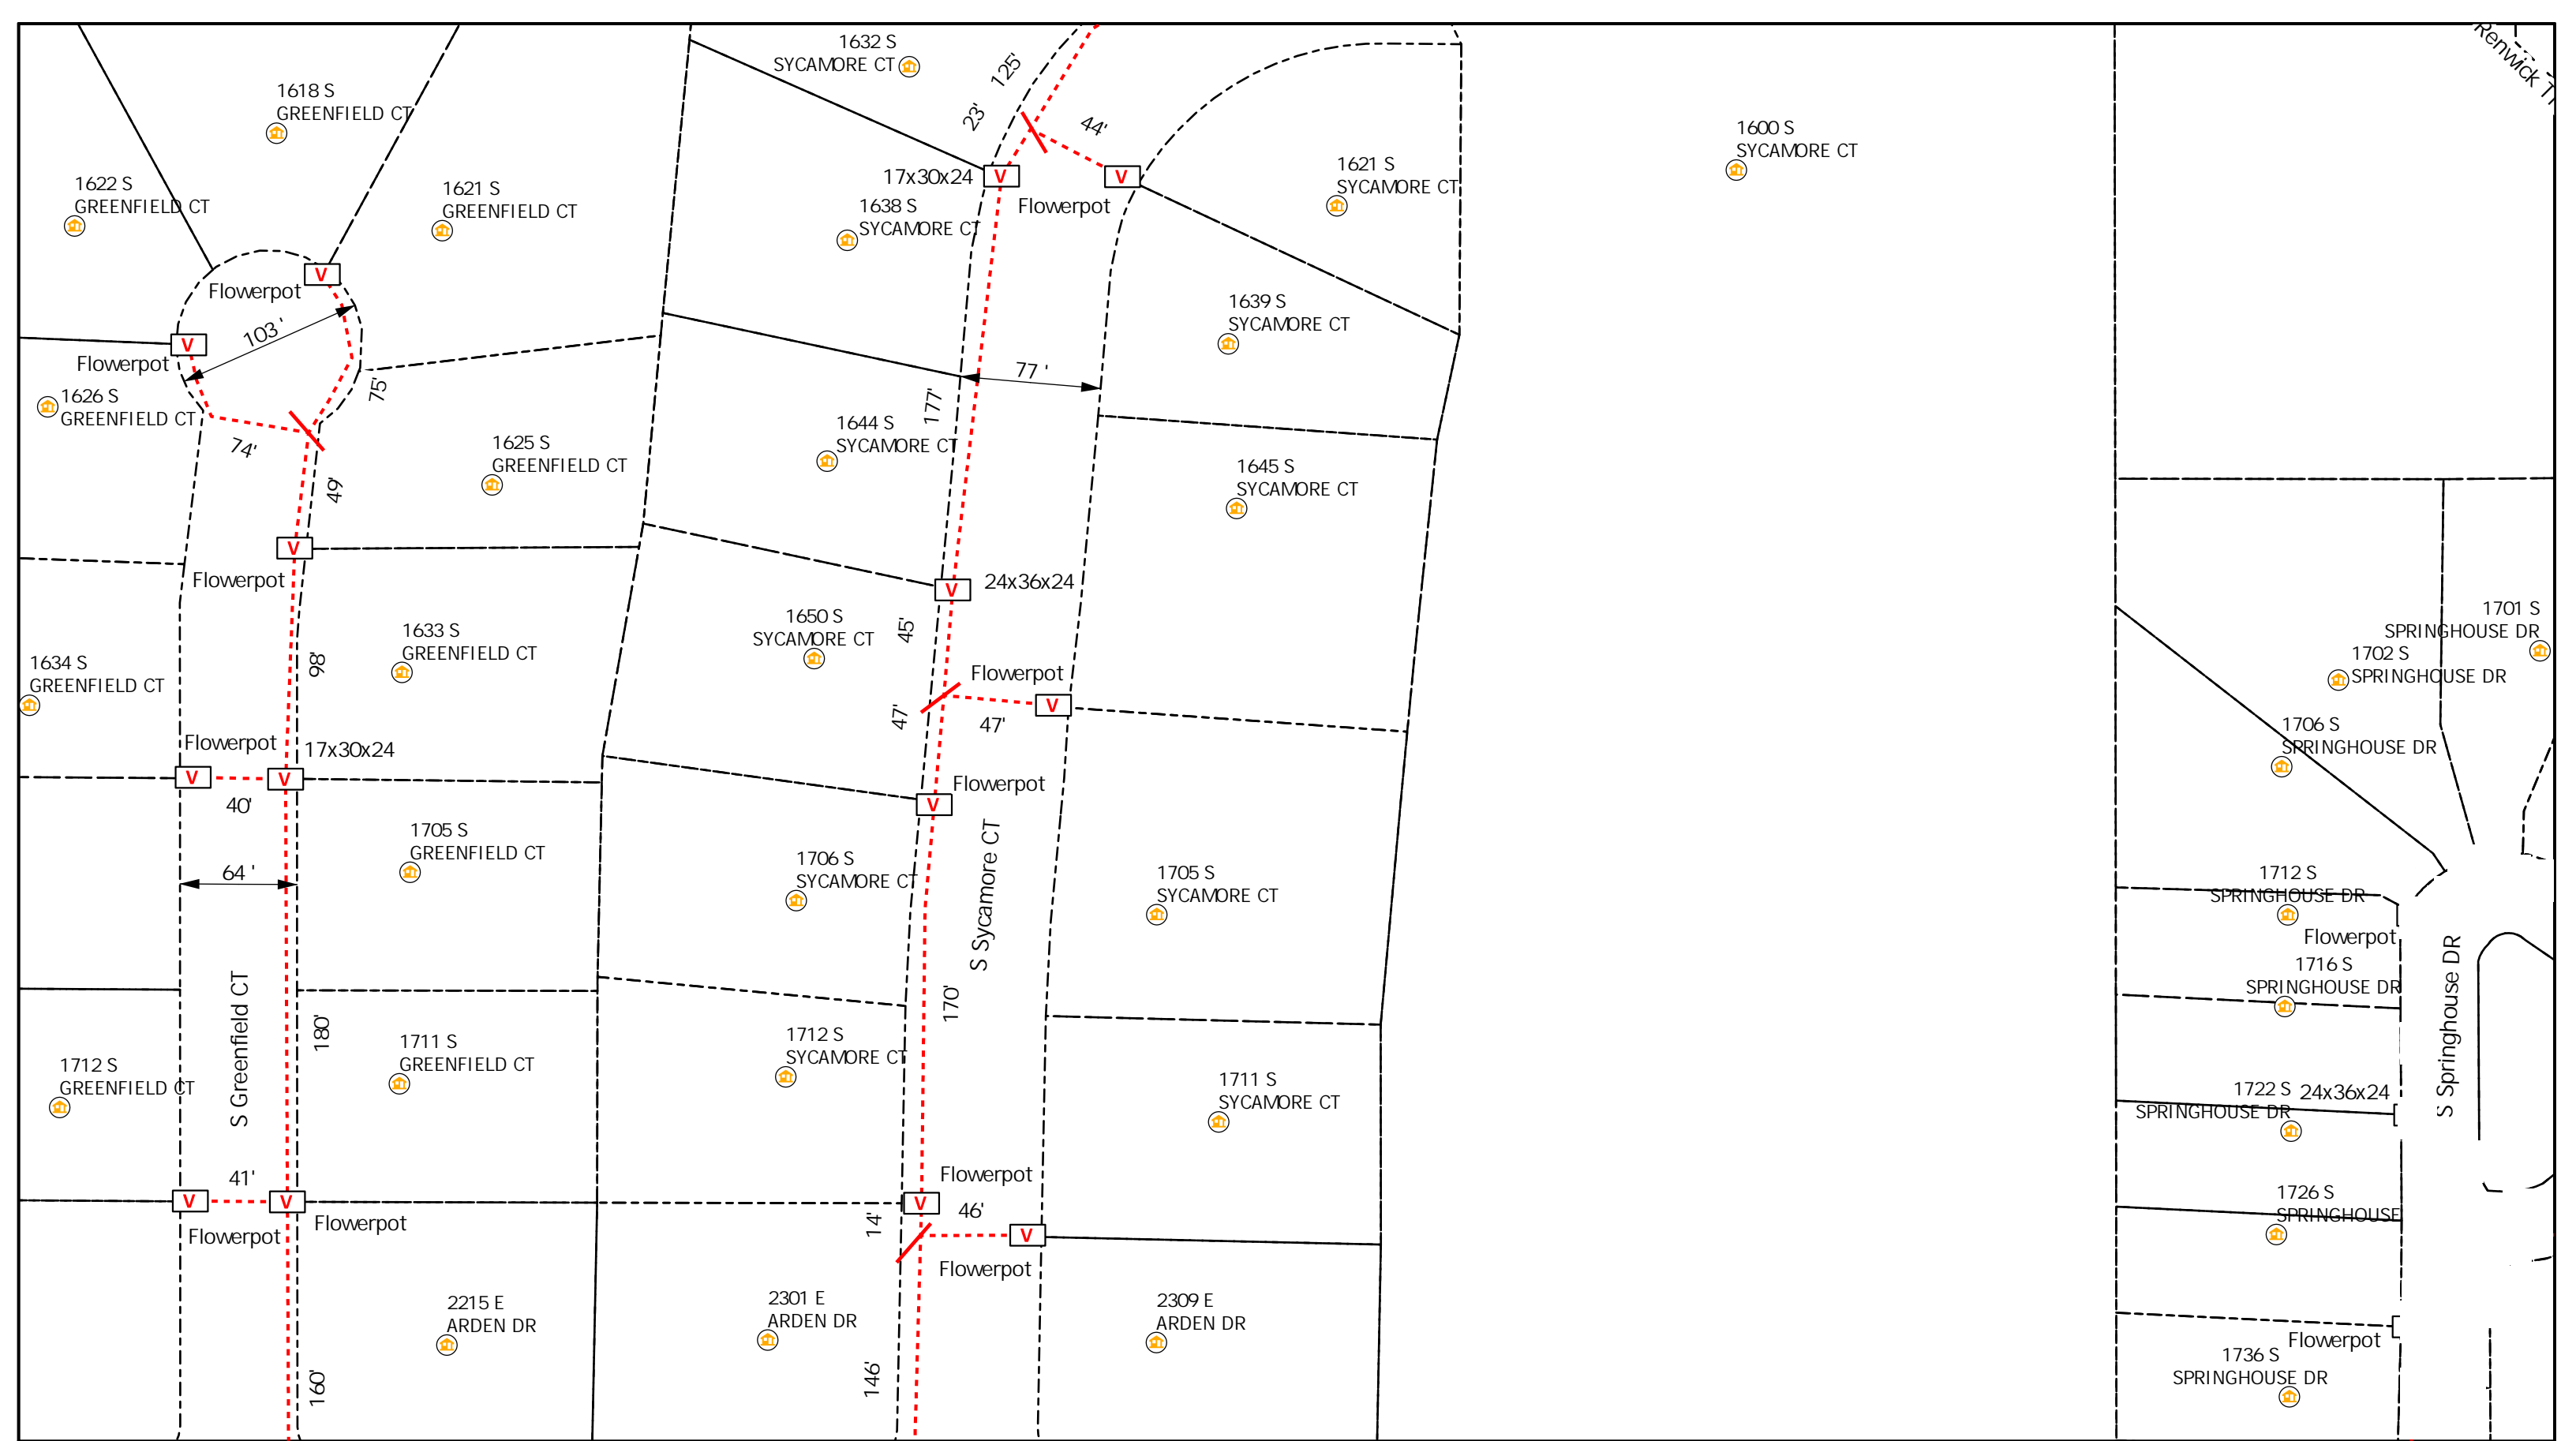 1632 S
SYCAMORE CT
125'
23'
44'
1618 S
GREENFIELD CT
1622 S
GREENFIELD CT
1621 S
GREENFIELD CT
17x30x24
V
V
Flowerpot
1638 S
SYCAMORE CT
1621 S
SYCAMORE CT
1600 S
SYCAMORE CT
V
Flowerpot
103 '
V
Flowerpot
75'
1626 S
GREENFIELD CT
74'
49'
1625 S
GREENFIELD CT
1639 S
SYCAMORE CT
77 '
177'
1644 S
SYCAMORE CT
1645 S
SYCAMORE CT
V
Flowerpot
V
24x36x24
1650 S
SYCAMORE CT
45'
1633 S
GREENFIELD CT
98'
1634 S
GREENFIELD CT
Flowerpot
V
47'
47'
Flowerpot
17x30x24
V
V
40'
Flowerpot
V
1705 S
GREENFIELD CT
64 '
1706 S
SYCAMORE CT
S Sycamore CT
1705 S
SYCAMORE CT
170'
S Greenfield CT
180'
1711 S
GREENFIELD CT
1712 S
GREENFIELD CT
1712 S
SYCAMORE CT
1711 S
SYCAMORE CT
41'
V
V
Flowerpot
Flowerpot
Flowerpot
V
46'
14'
V
Flowerpot
2215 E
ARDEN DR
2301 E
ARDEN DR
2309 E
ARDEN DR
160'
146'
Renwick
1701 S
SPRINGHOUSE DR
1702 S
SPRINGHOUSE DR
1706 S
SPRINGHOUSE DR
1712 S
SPRINGHOUSE DR
Flowerpot
1716 S
SPRINGHOUSE DR
S Springhouse DR
1722 S
SPRINGHOUSE DR
24x36x24
1726 S
SPRINGHOUSE
Flowerpot
1736 S
SPRINGHOUSE DR